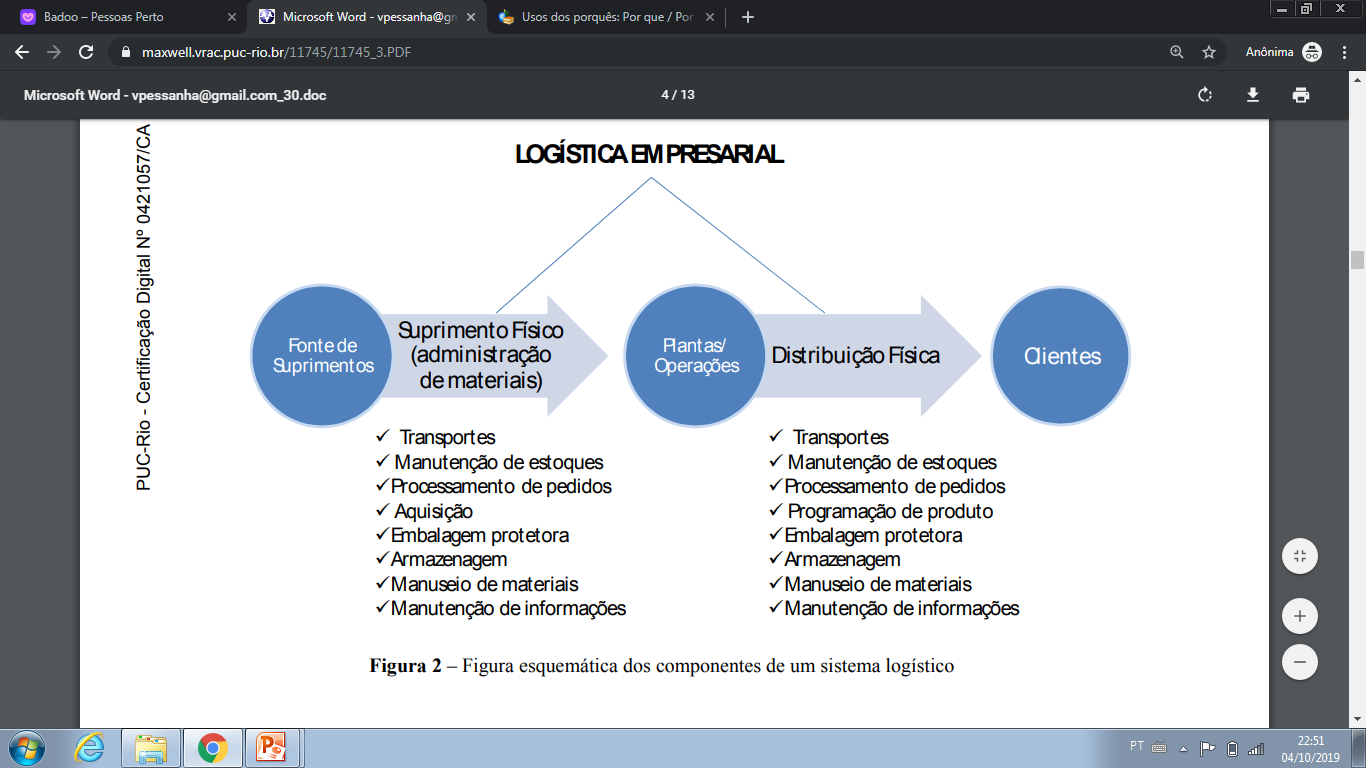 Badoo – Pessoas Perto
Microsoft Word - vpessanha@gm
Usos dos porquês: Por que / Por
maxwell.vrac.puc-rio.br/11745/11745_3.PDF
Anônima
Microsoft Word - vpessanha@gmail.com_30.doc
4 / 13
PUC-Rio - Certificação Digital Nº 0421057/CA
LOGÍSTICA EMPRESARIAL
Fonte de
Suprimentos
Suprimento Físico
(administração
de materiais)
Plantas/
Operações
Distribuição Física
Clientes
✓ Transportes
✓ Manutenção de estoques
✓ Processamento de pedidos
✓ Aquisição
✓ Embalagem protetora
✓ Armazenagem
✓ Manuseio de materiais
✓ Manutenção de informações
✓ Transportes
✓ Manutenção de estoques
✓ Processamento de pedidos
✓ Programação de produto
✓ Embalagem protetora
✓ Armazenagem
✓ Manuseio de materiais
✓ Manutenção de informações
Figura 2 – Figura esquemática dos componentes de um sistema logístico
PT
22:51
04/10/2019